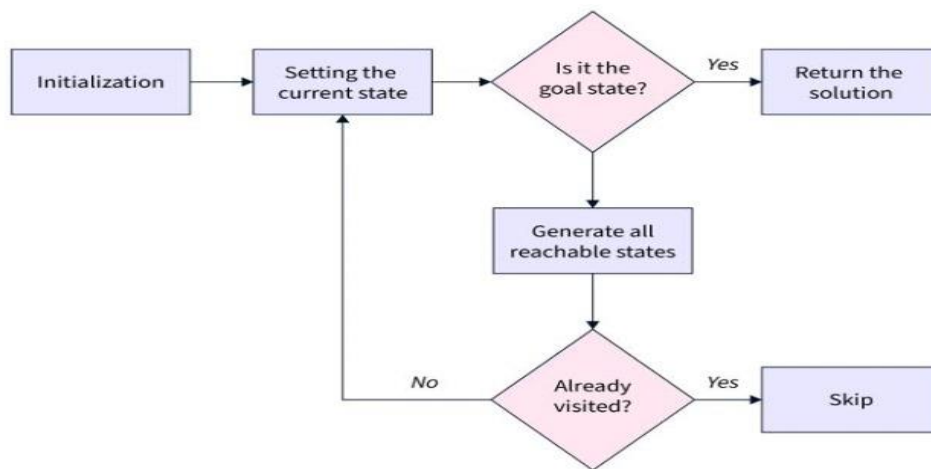 Initialization
Setting the
current state
Is it the
goal state?
Yes
Return the
solution
Generate all
reachable states
No
Already
visited?
Yes
Skip